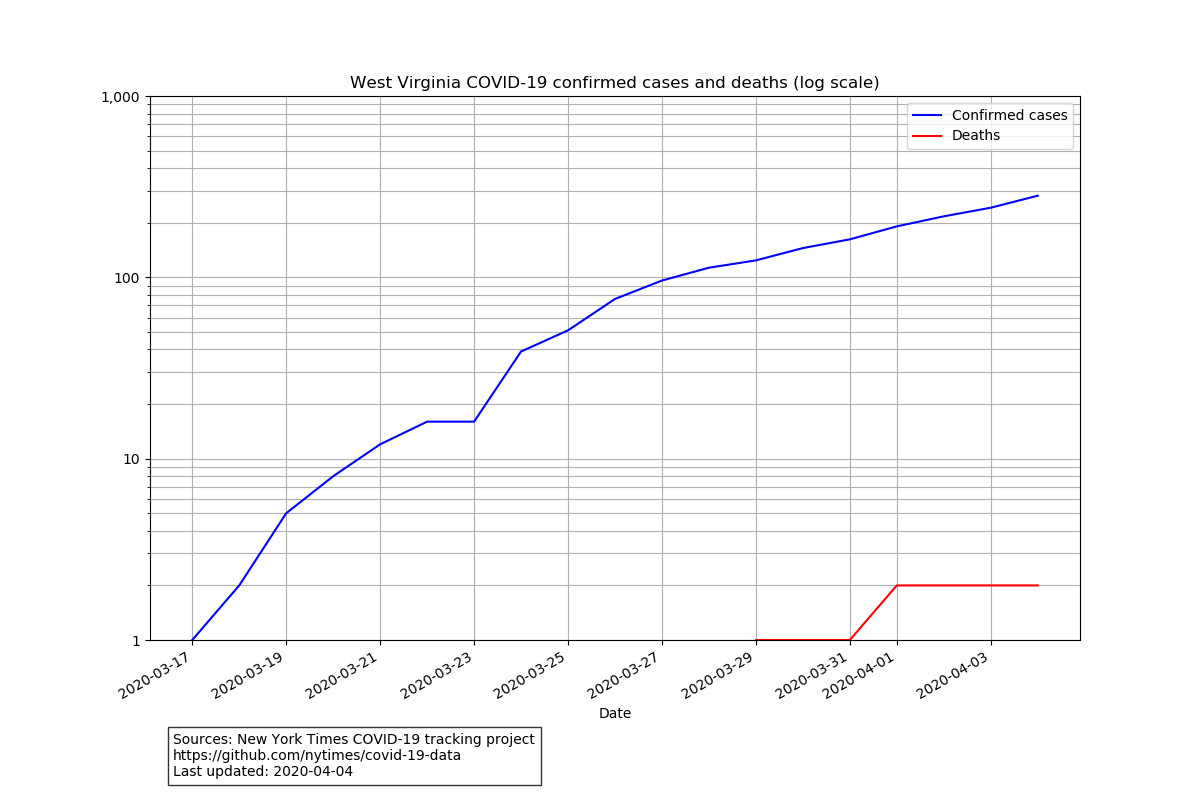 West Virginia COVID-19 confirmed cases and deaths (log scale)
1,000
100
10
1
Confirmed cases
Deaths
2020-03-17
2020-03-19
2020-03-21
2020-03-23
2020-03-25
2020-03-27
2020-03-29
2020-03-31
2020-04-01
2020-04-03
Date
Sources: New York Times COVID-19 tracking project
https://github.com/nytimes/covid-19-data
Last updated: 2020-04-04